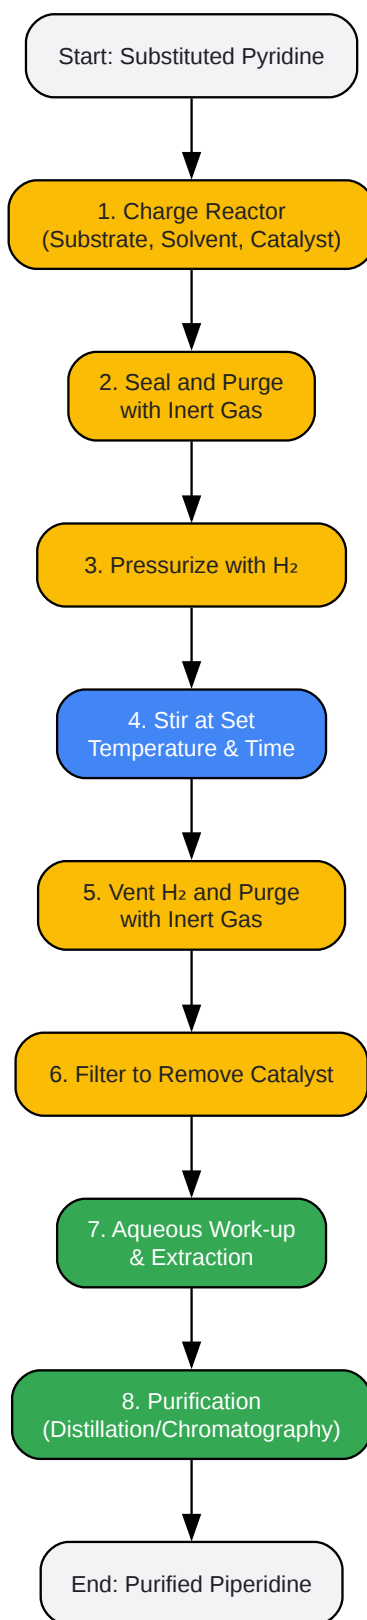 Start: Substituted Pyridine
1. Charge Reactor
(Substrate, Solvent, Catalyst)
2. Seal and Purge
with Inert Gas
3. Pressurize with H₂
4. Stir at Set
Temperature & Time
5. Vent H₂ and Purge
with Inert Gas
6. Filter to Remove Catalyst
7. Aqueous Work-up
& Extraction
8. Purification
(Distillation/Chromatography)
End: Purified Piperidine